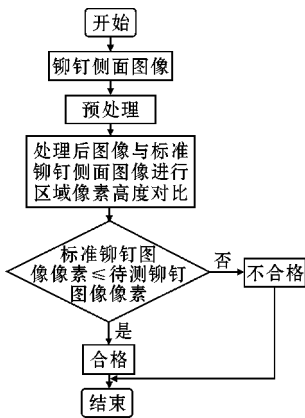 开始
铆钉侧面图像
预处理
处理后图像与标准
铆钉侧面图像进行
区域像素高度对比
标准铆钉图
像像素≤待测铆钉
图像像素
否
不合格
是
合格
结束